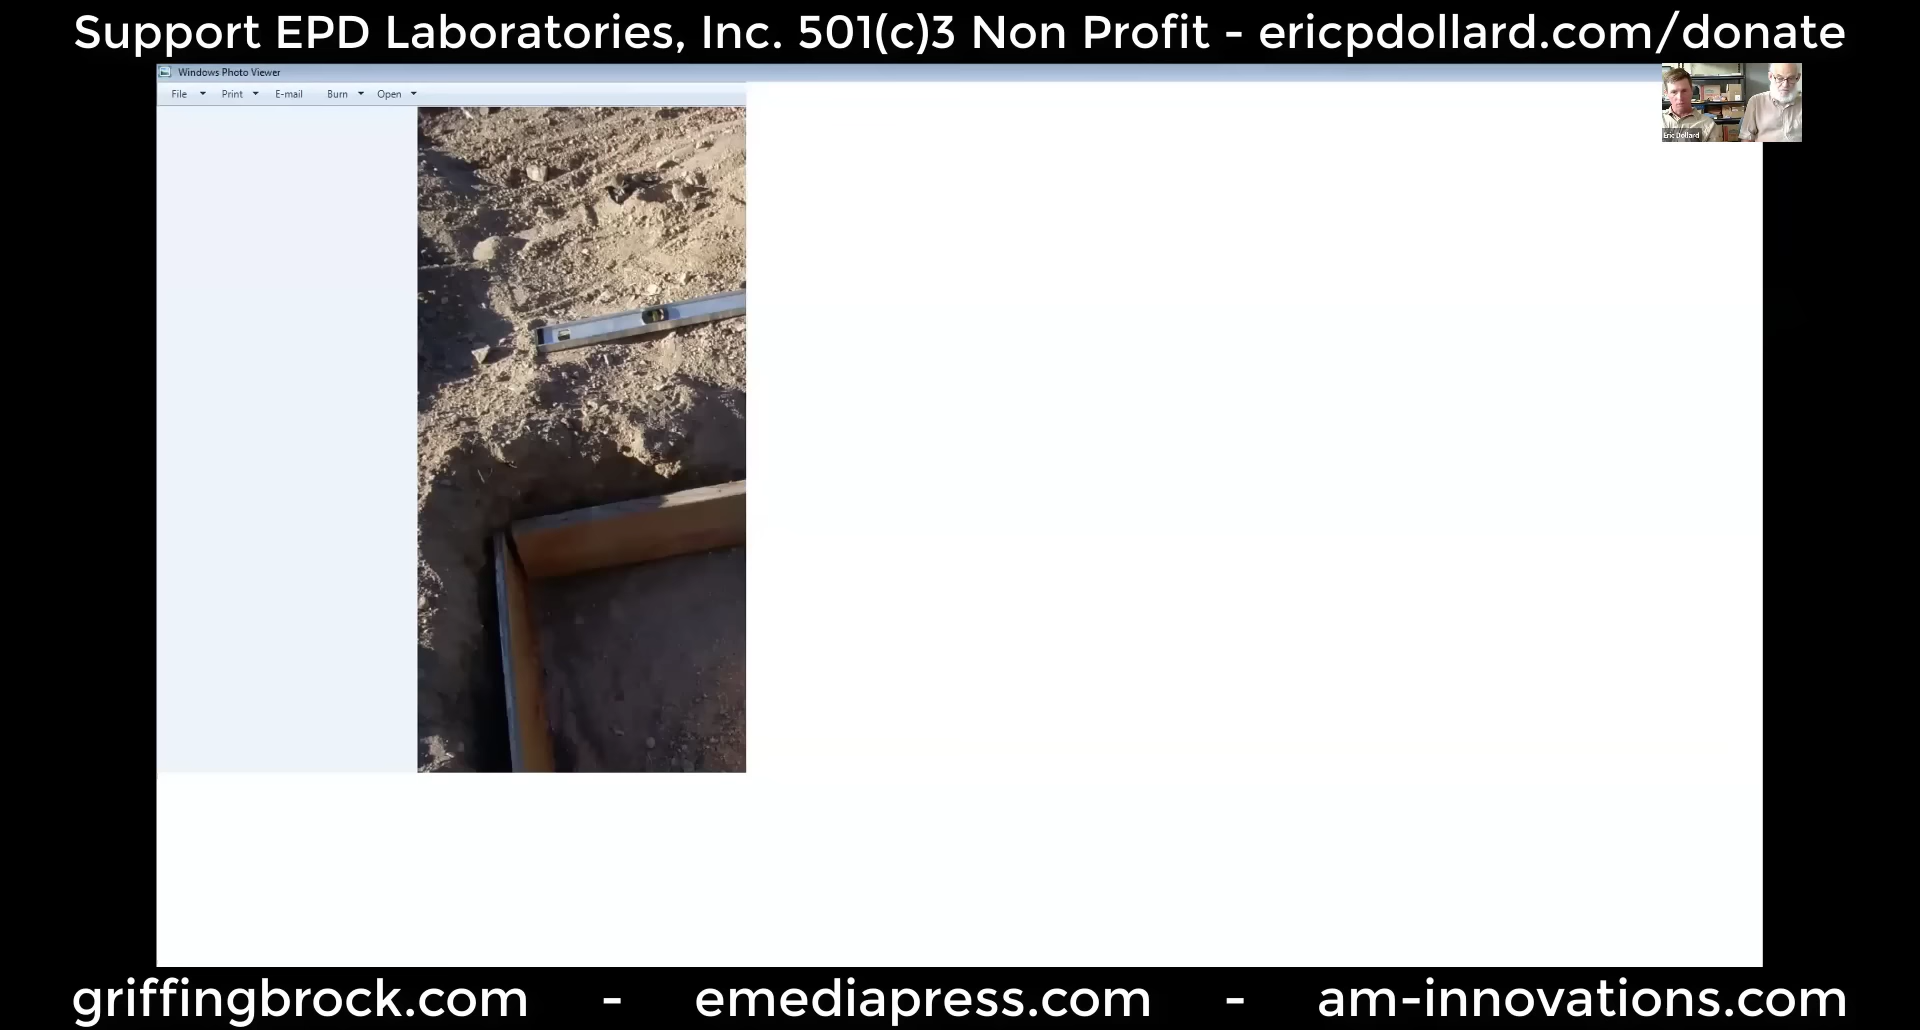 Support EPD Laboratories, Inc. 501(c)3 Non Profit - ericpdollard.com/donate
Windows Photo Viewer
File Print E-mail Burn Open
Eric Dollard
griffingbrock.com - emediapress.com - am-innovations.com